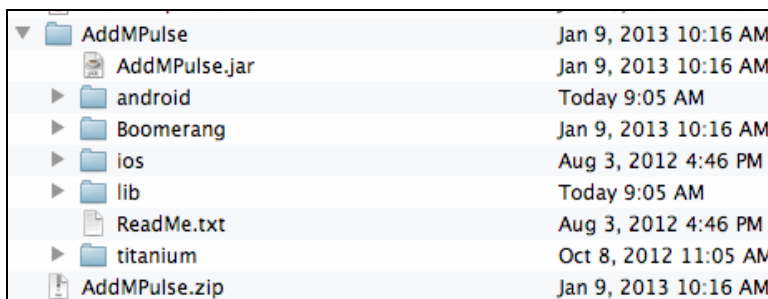 AddMPulse Jan 9, 2013 10:16 AM
AddMPulse.jar Jan 9, 2013 10:16 AM
android Today 9:05 AM
Boomerang Jan 9, 2013 10:16 AM
ios Aug 3, 2012 4:46 PM
lib Today 9:05 AM
ReadMe.txt Aug 3, 2012 4:46 PM
titanium Oct 8, 2012 11:05 AM
AddMPulse.zip Jan 9, 2013 10:16 AM